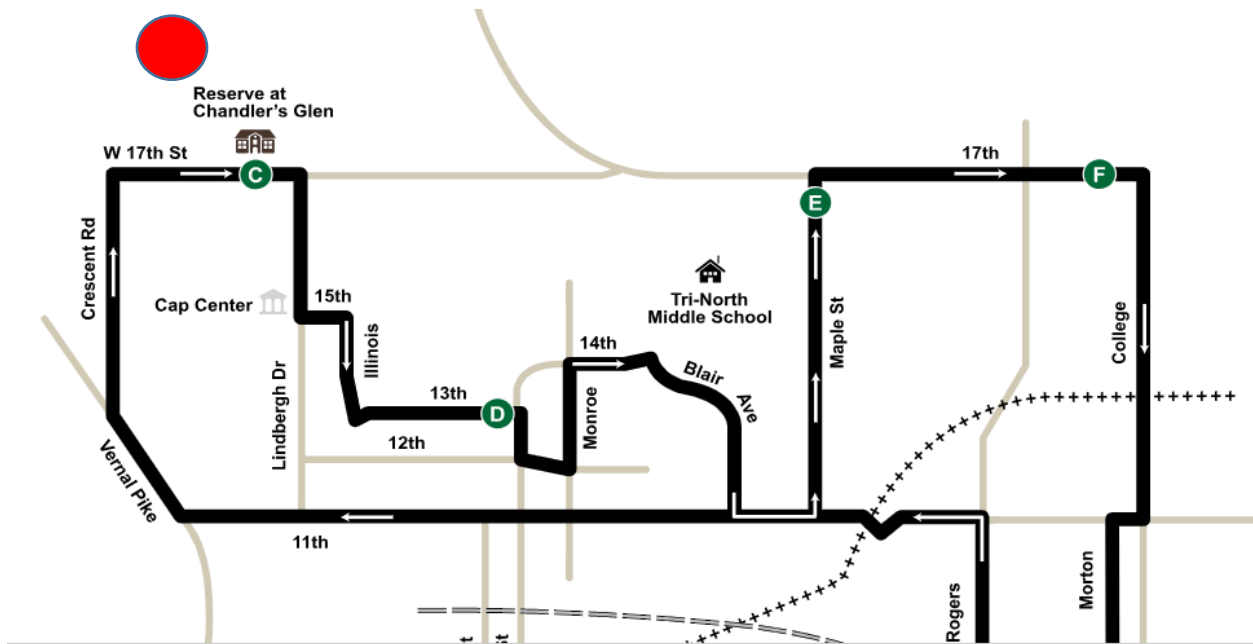 Reserve at
Chandler's Glen
W 17th St
C
17th
F
E
Crescent Rd
Cap Center
15th
Illinois
Tri-North
Middle School
Maple St
College
14th
Blair
Ave
13th
D
Monroe
Lindbergh Dr
12th
Vernal Pike
11th
Rogers
Morton